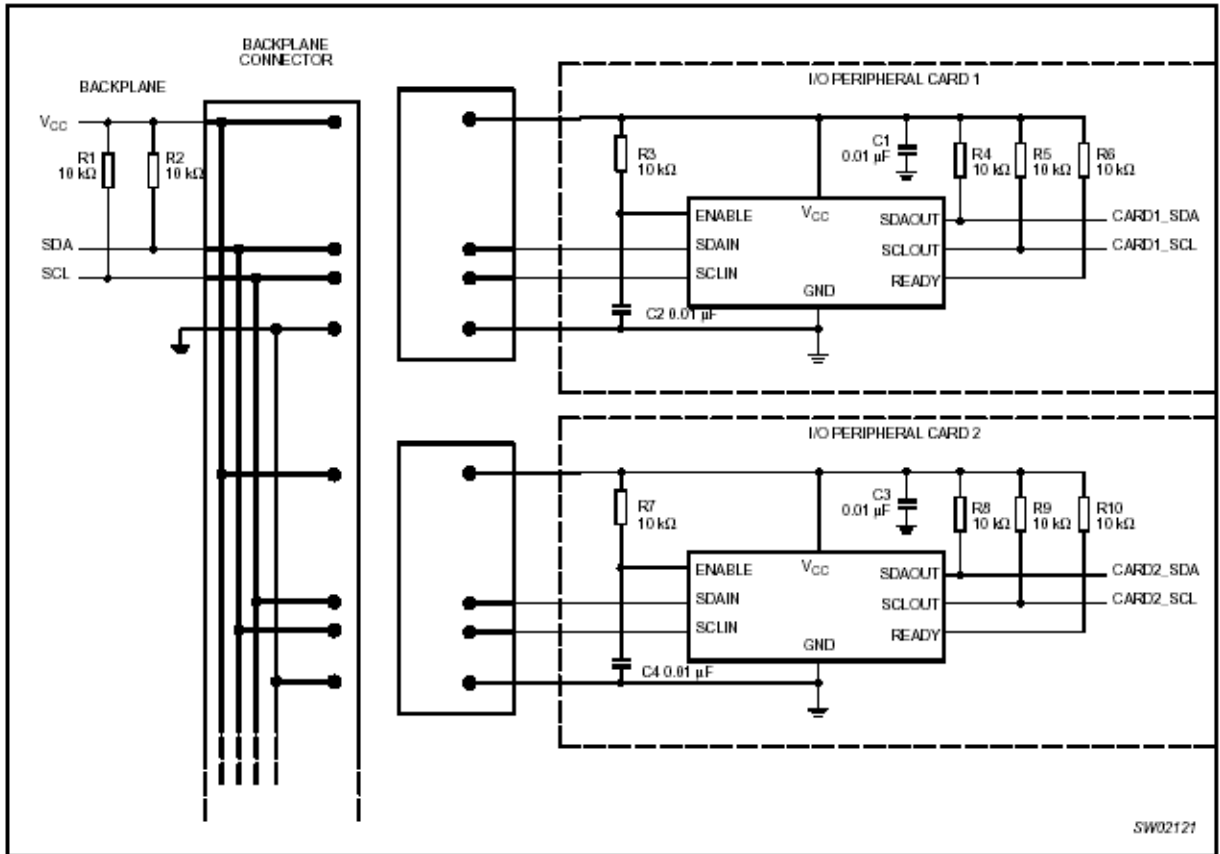 BACKPLANE
CONNECTOR
BACKPLANE
VCC
R1
10 kΩ
R2
10 kΩ
SDA
SCL
I/O PERIPHERAL CARD 1
R3
10 kΩ
C1
0.01 µF
R4
10 kΩ
R5
10 kΩ
R6
10 kΩ
ENABLE
VCC
SDAOUT
CARD1_SDA
SDAIN
SCLOUT
CARD1_SCL
SCLIN
READY
GND
C2 0.01 µF
I/O PERIPHERAL CARD 2
R7
10 kΩ
C3
0.01 µF
R8
10 kΩ
R9
10 kΩ
R10
10 kΩ
ENABLE
VCC
SDAOUT
CARD2_SDA
SDAIN
SCLOUT
CARD2_SCL
SCLIN
READY
GND
C4 0.01 µF
SW02121